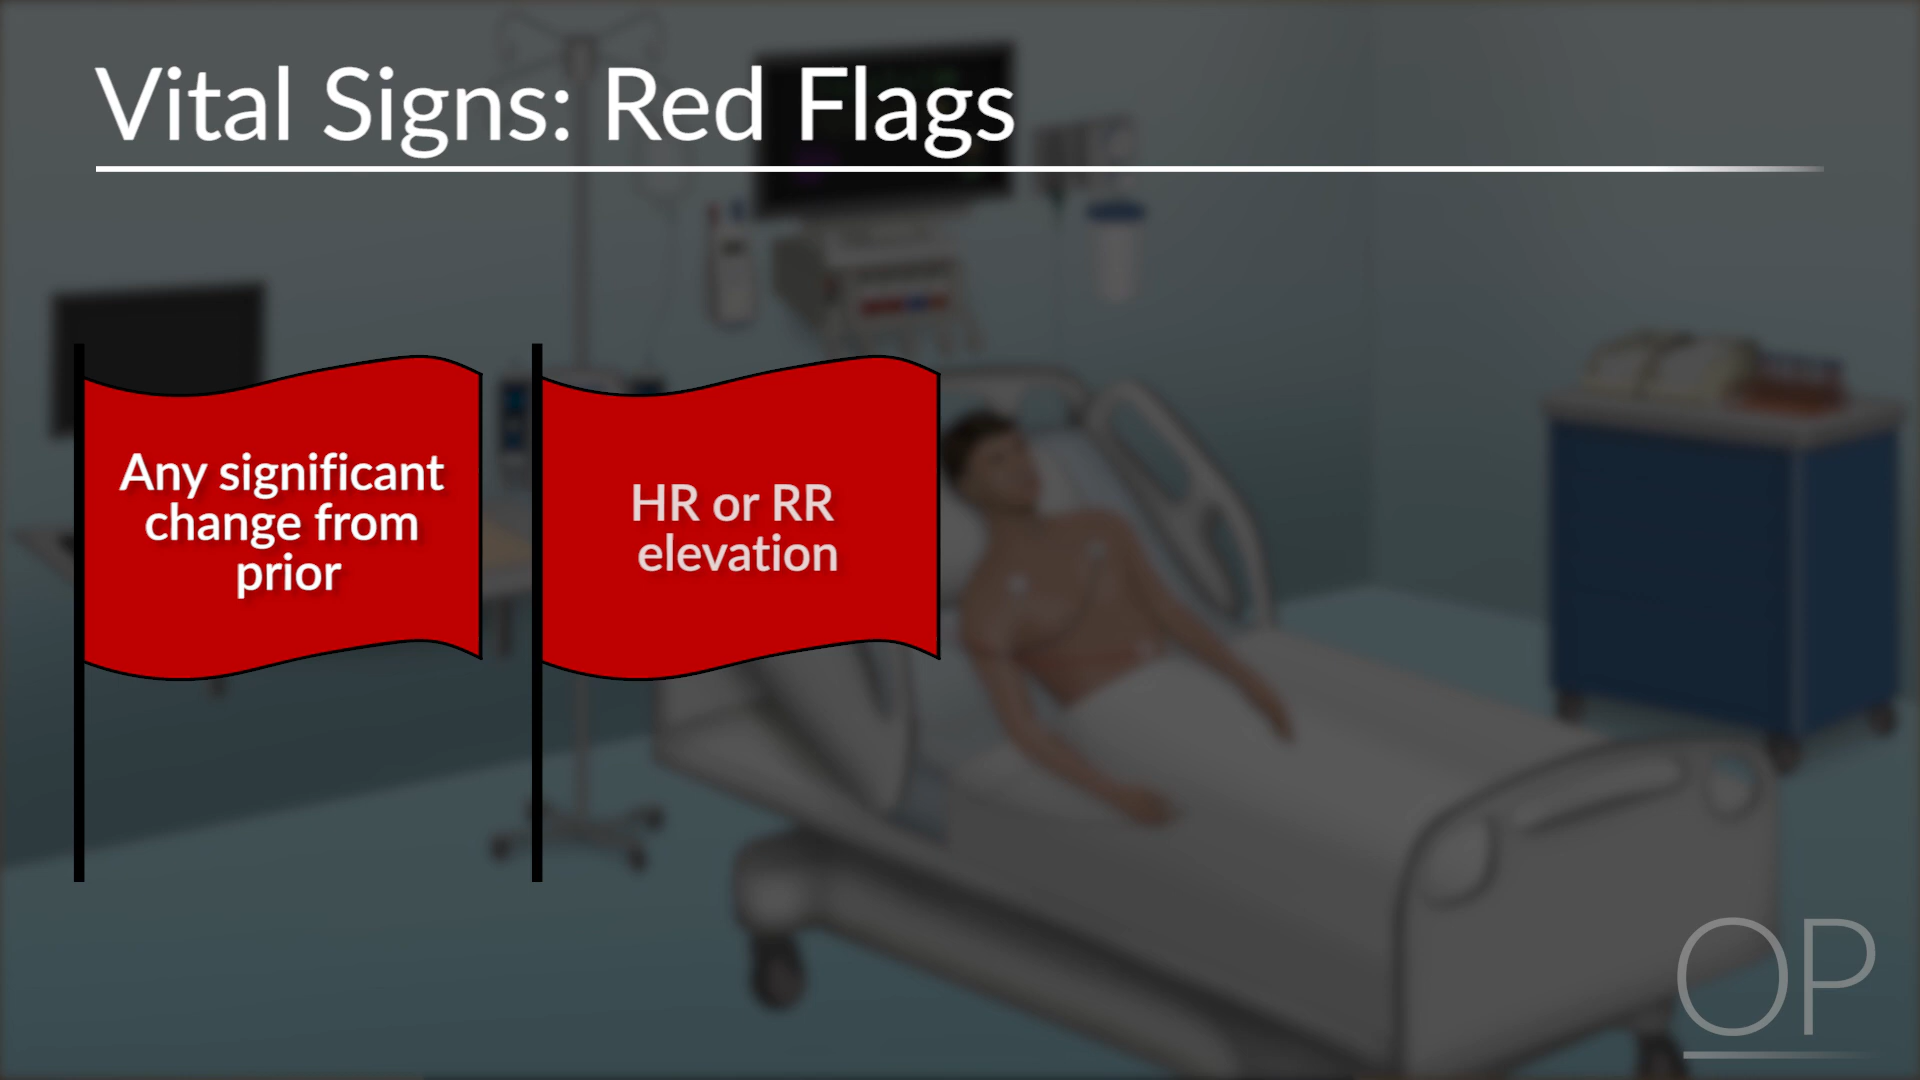 Vital Signs: Red Flags
Any significant
change from
prior
HR or RR
elevation
OP